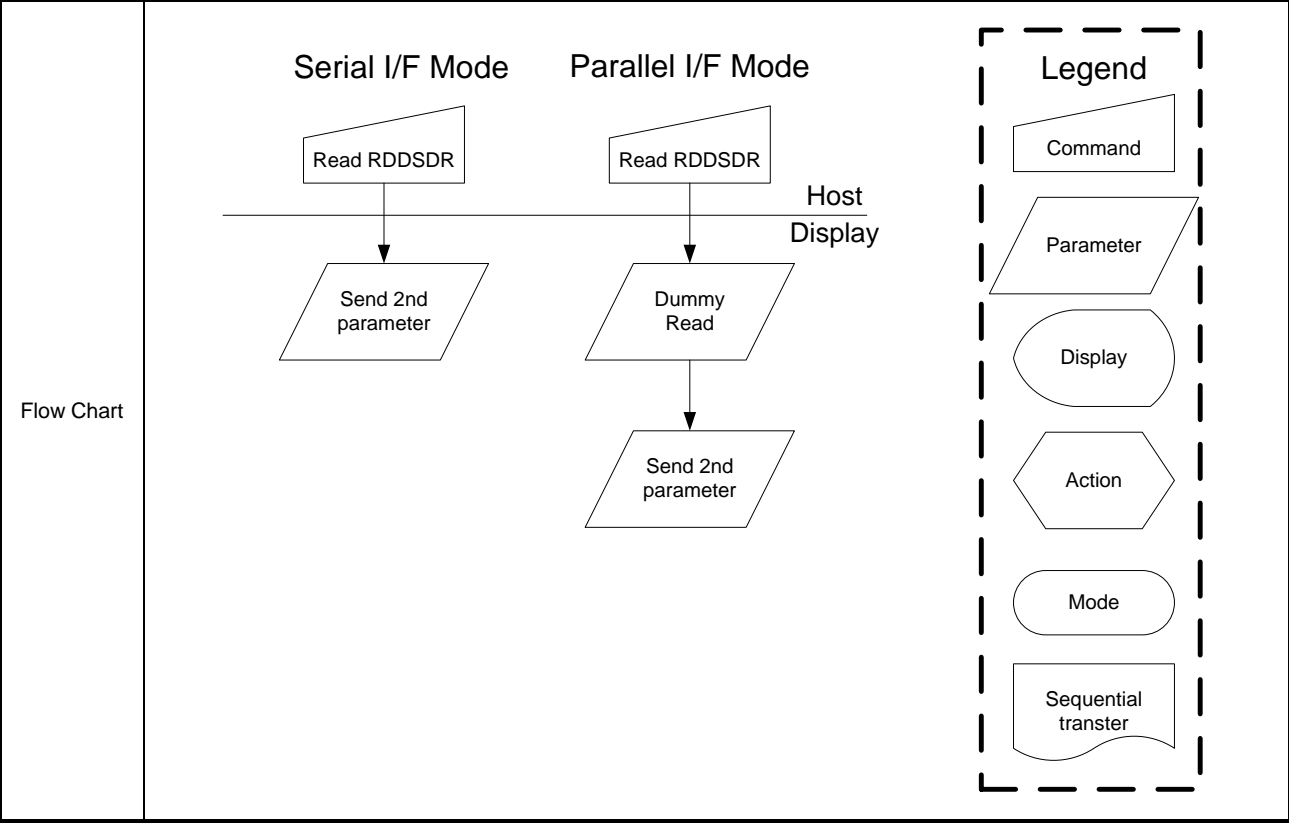 Flow Chart
Serial I/F Mode
Parallel I/F Mode
Read RDDSDR
Read RDDSDR
Host
Display
Send 2nd
parameter
Dummy
Read
Send 2nd
parameter
Legend
Command
Parameter
Display
Action
Mode
Sequential
transter